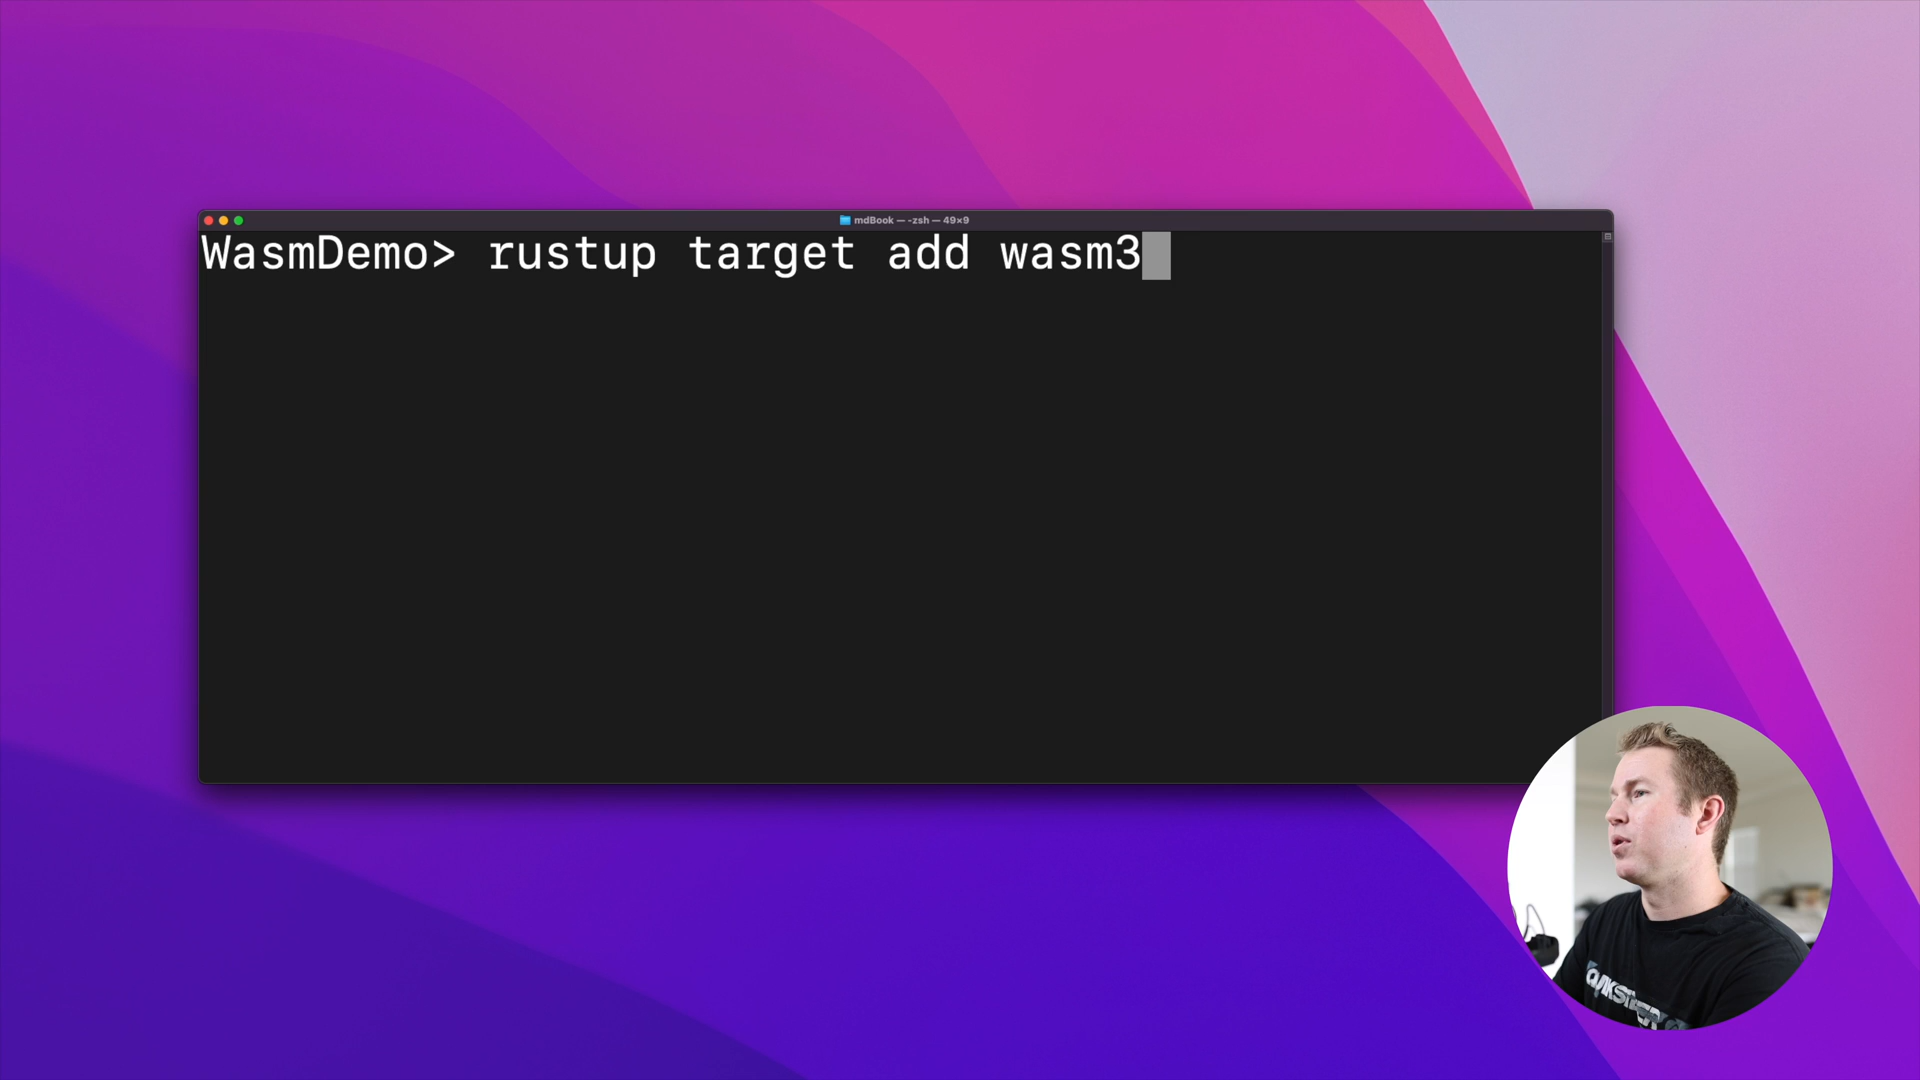 mdBook — -zsh — 49×9
WasmDemo> rustup target add wasm3